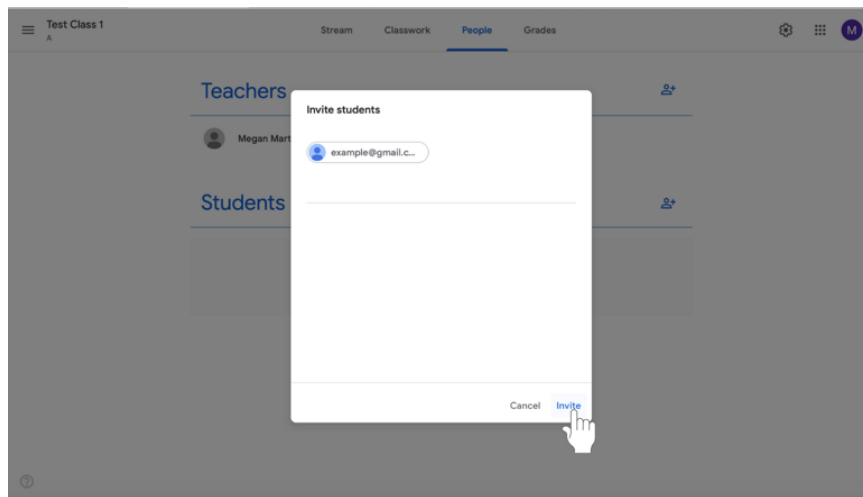 Test Class 1
A
Stream Classwork People Grades
M
Teachers
Invite students
Megan Mart
example@gmail.c...
Students
Cancel Invite